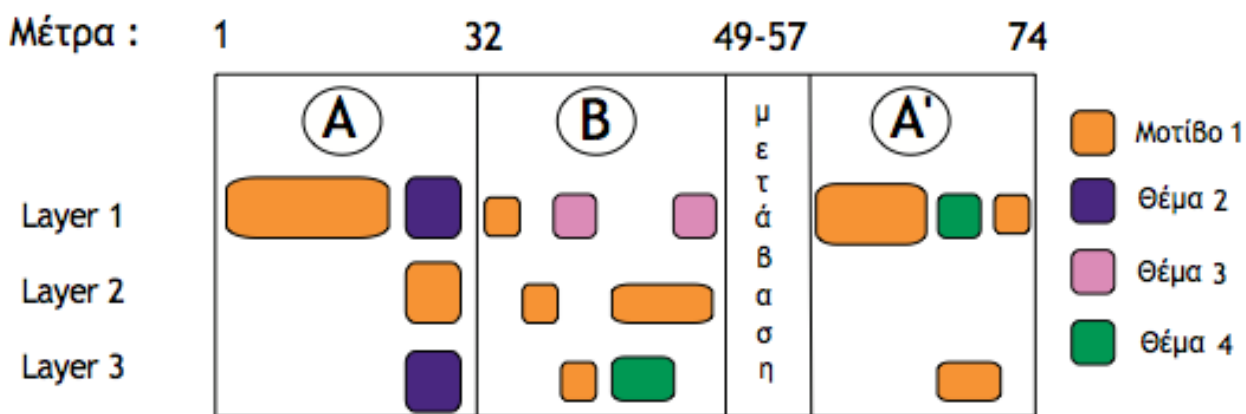 Μέτρα : 1 32 49-57 74
Α Β Α'
μετάβαση
Layer 1
Layer 2
Layer 3
Μοτίβο 1
Θέμα 2
Θέμα 3
Θέμα 4